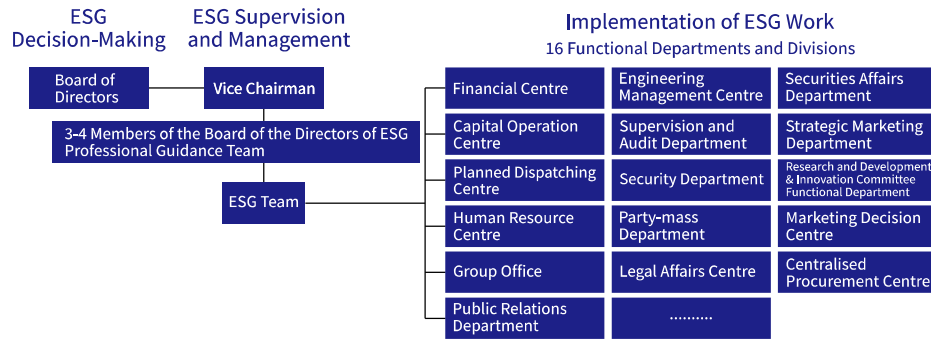 ESG
Decision-Making
ESG Supervision
and Management
Implementation of ESG Work
16 Functional Departments and Divisions
Board of
Directors
Vice Chairman
3-4 Members of the Board of the Directors of ESG
Professional Guidance Team
ESG Team
Financial Centre
Engineering
Management Centre
Securities Affairs
Department
Capital Operation
Centre
Supervision and
Audit Department
Strategic Marketing
Department
Planned Dispatching
Centre
Security Department
Research and Development
& Innovation Committee
Functional Department
Human Resource
Centre
Party-mass
Department
Marketing Decision
Centre
Group Office
Legal Affairs Centre
Centralised
Procurement Centre
Public Relations
Department
..........